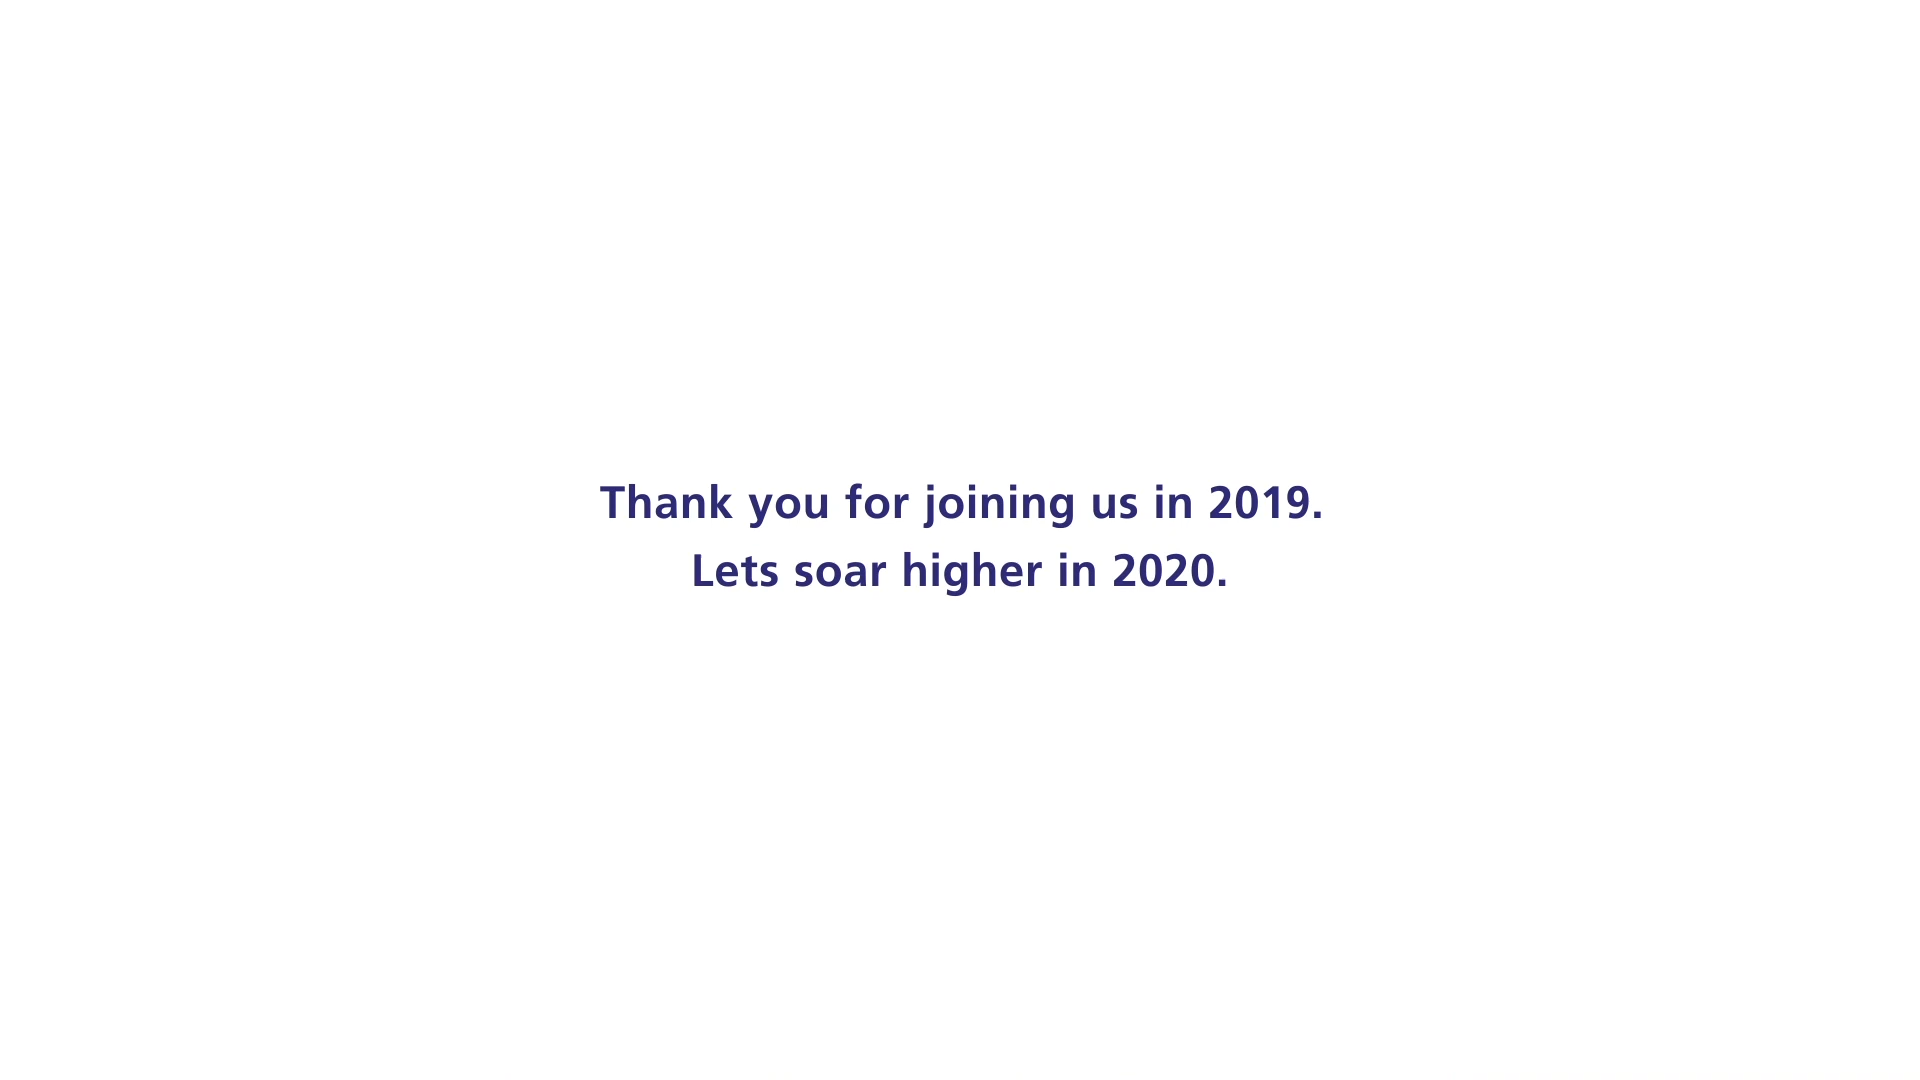 Thank you for joining us in 2019.
Lets soar higher in 2020.